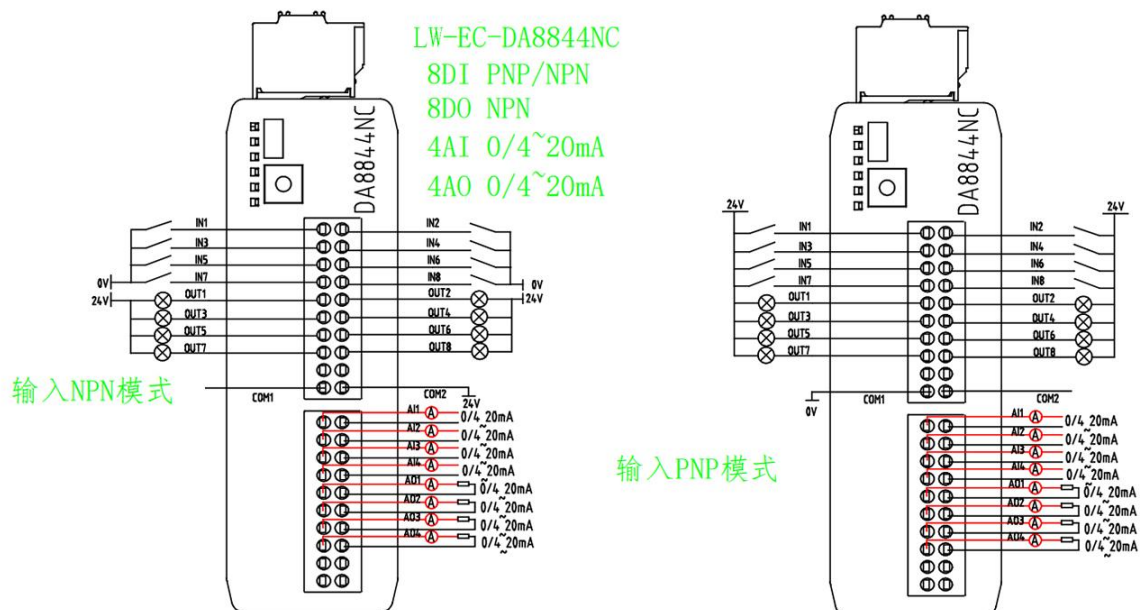 LW-EC-DA8844NC
8DI PNP/NPN
8DO NPN
4AI 0/4~20mA
4AO 0/4~20mA
DA8844NC
IN1
IN2
IN3
IN4
IN5
IN6
IN7
IN8
0V
0V
24V
24V
OUT1
OUT2
OUT3
OUT4
OUT5
OUT6
OUT7
OUT8
输入NPN模式
COM1
COM2
24V
AI1
0/4~20mA
AI2
0/4~20mA
AI3
0/4~20mA
AI4
0/4~20mA
AO1
0/4~20mA
AO2
0/4~20mA
AO3
0/4~20mA
AO4
0/4~20mA
DA8844NC
24V
24V
IN1
IN2
IN3
IN4
IN5
IN6
IN7
IN8
OUT1
OUT2
OUT3
OUT4
OUT5
OUT6
OUT7
OUT8
0V
COM1
COM2
输入PNP模式
AI1
0/4~20mA
AI2
0/4~20mA
AI3
0/4~20mA
AI4
0/4~20mA
AO1
0/4~20mA
AO2
0/4~20mA
AO3
0/4~20mA
AO4
0/4~20mA